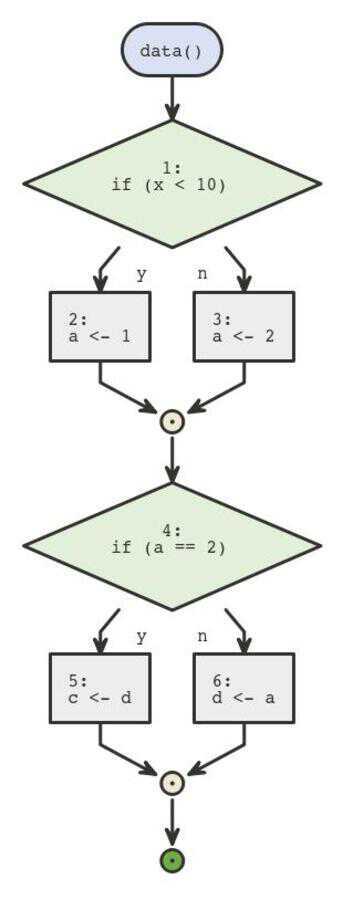 data()
1:
if (x < 10)
y n
2:
a <- 1
3:
a <- 2
4:
if (a == 2)
y n
5:
c <- d
6:
d <- a